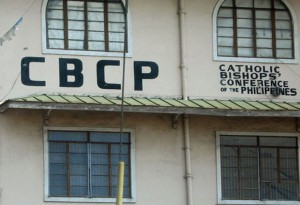 CBCP
CATHOLIC
BISHOPS'
CONFERENCE
OF THE PHILIPPINES